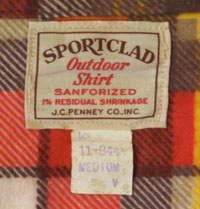 SPORTCLAD
Outdoor
Shirt
SANFORIZED
1% RESIDUAL SHRINKAGE
J.C. PENNEY CO., INC.
MEDIUM
V